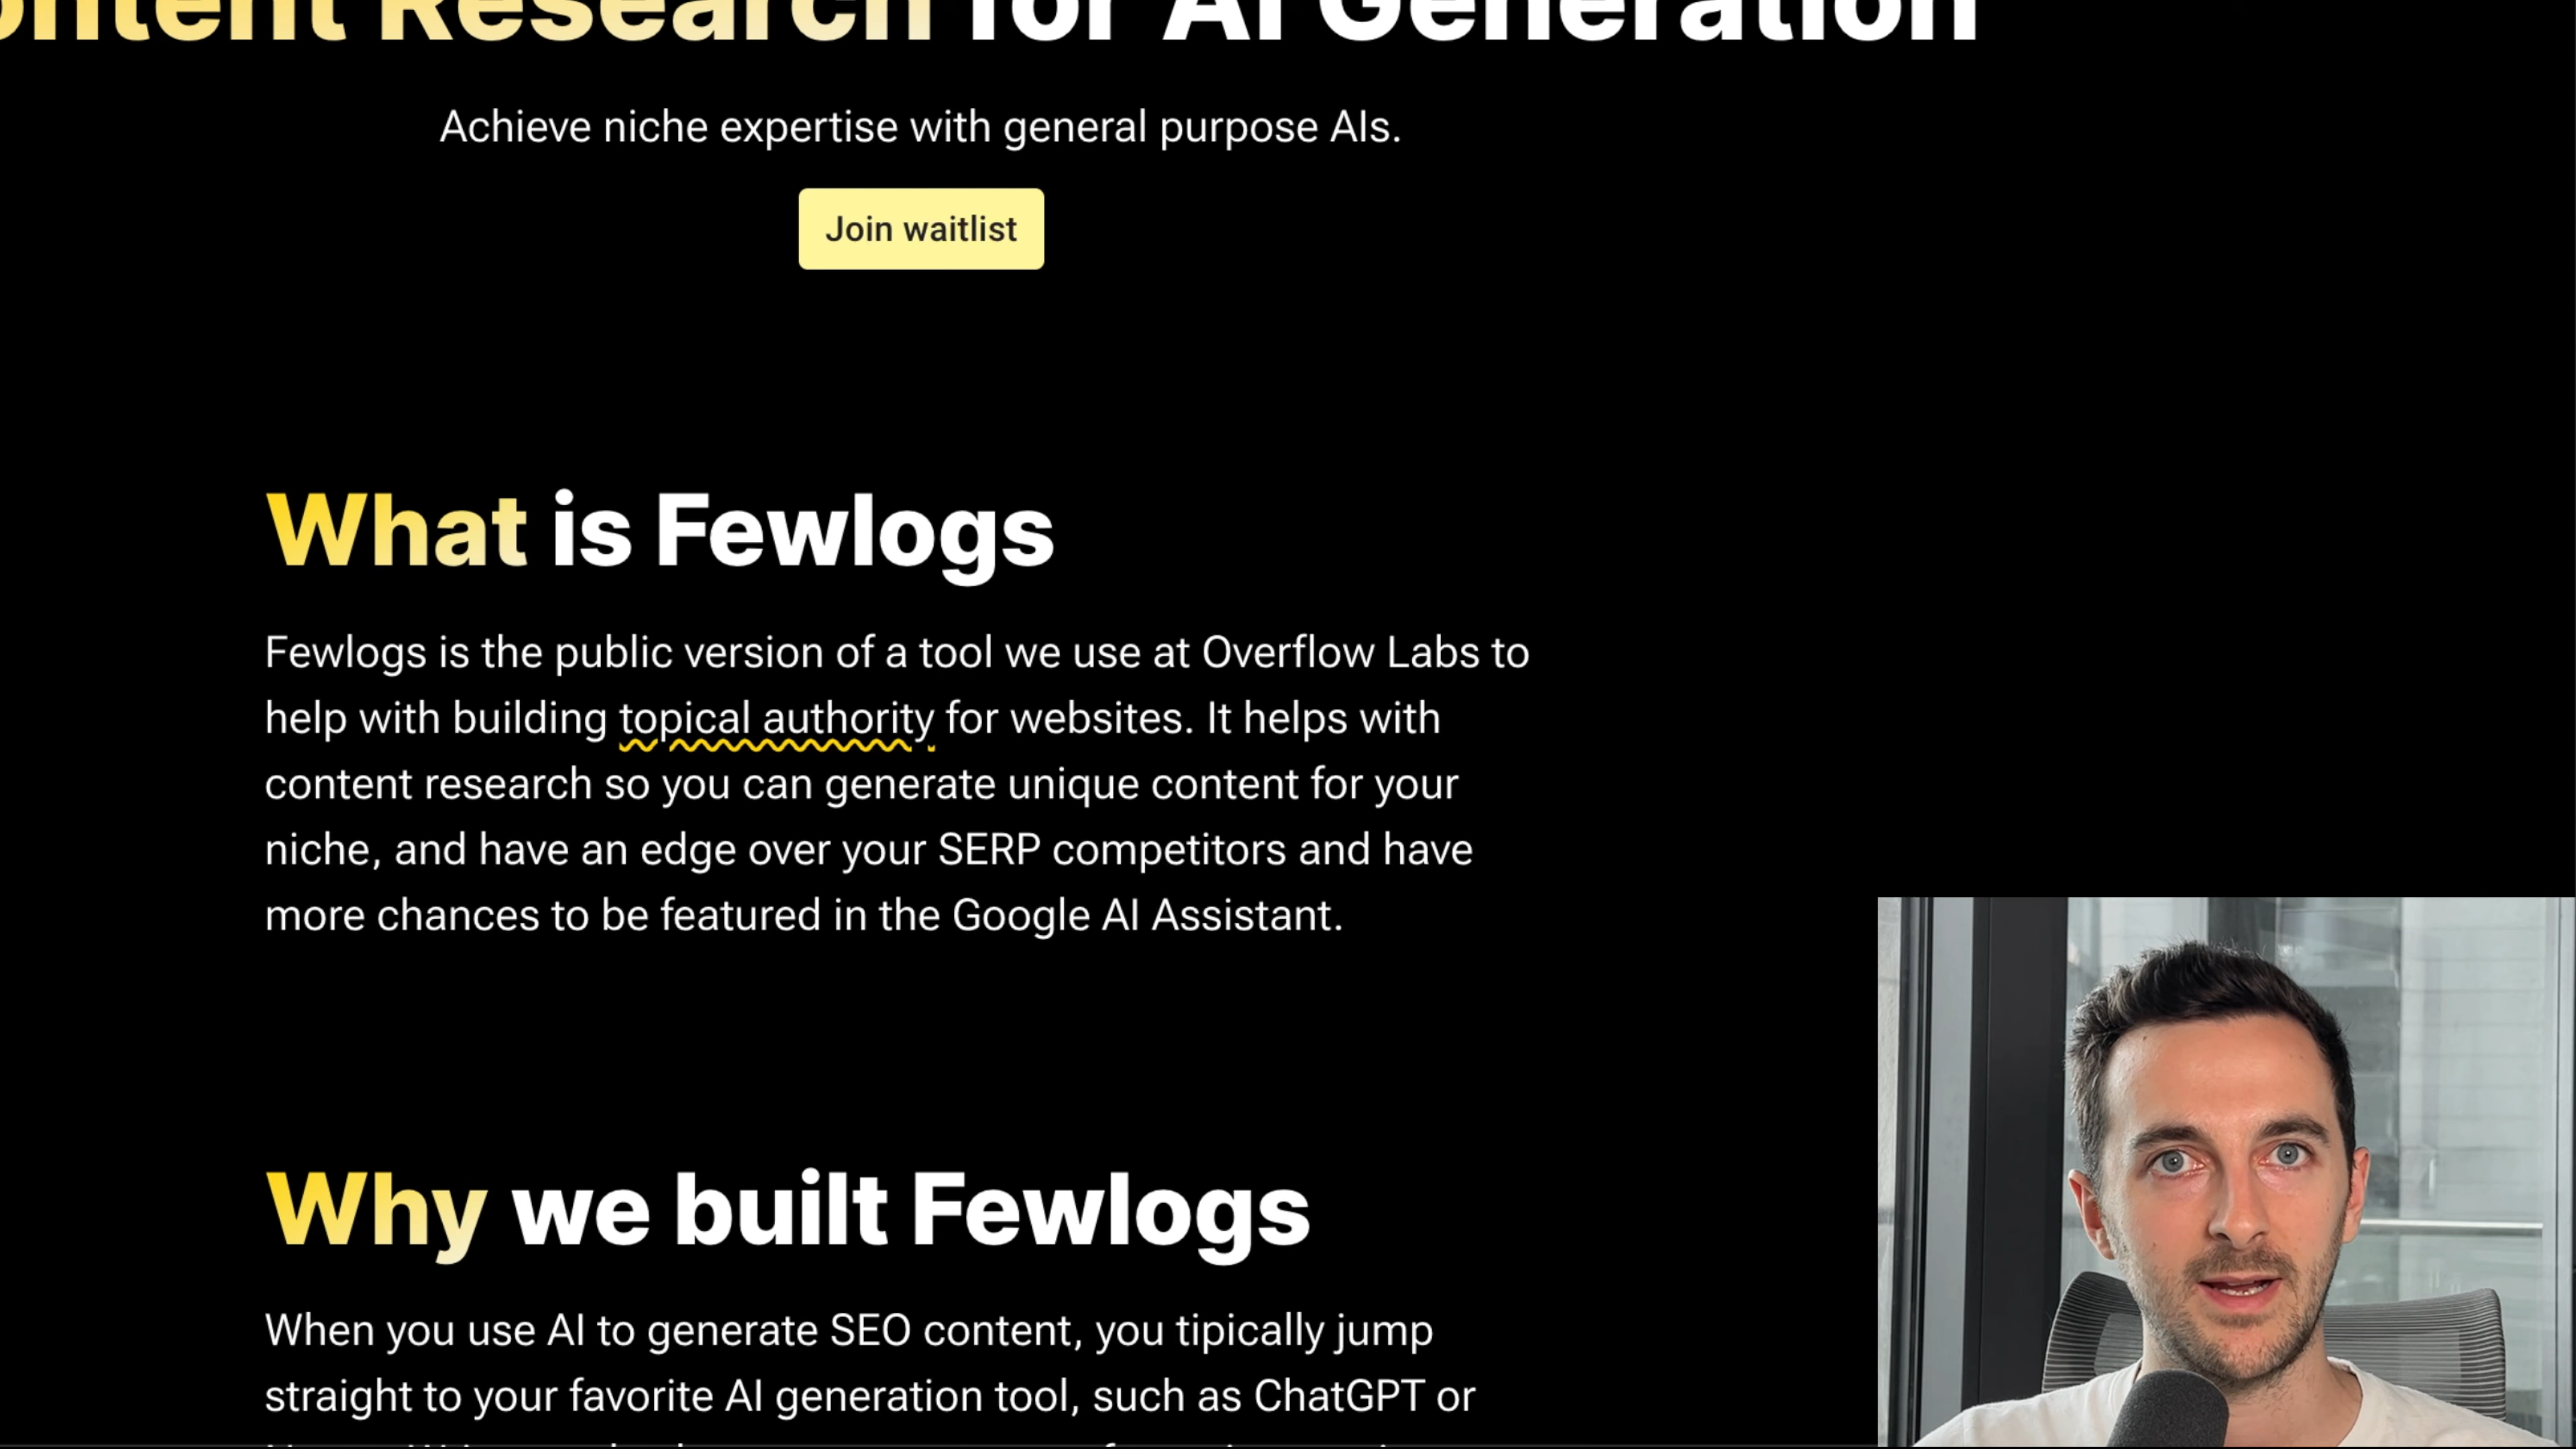 Research for AI Generation
Achieve niche expertise with general purpose AIs.
Join waitlist
What is Fewlogs
Fewlogs is the public version of a tool we use at Overflow Labs to
help with building topical authority for websites. It helps with
content research so you can generate unique content for your
niche, and have an edge over your SERP competitors and have
more chances to be featured in the Google AI Assistant.
Why we built Fewlogs
When you use AI to generate SEO content, you tipically jump
straight to your favorite AI generation tool, such as ChatGPT or